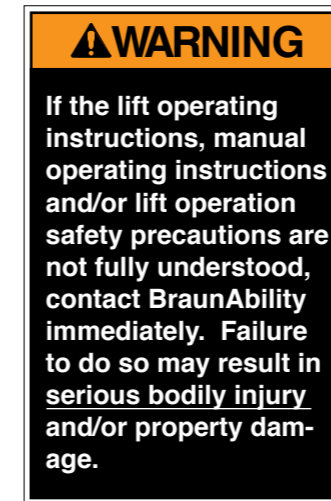 WARNING
If the lift operating
instructions, manual
operating instructions
and/or lift operation
safety precautions are
not fully understood,
contact BraunAbility
immediately.  Failure
to do so may result in
serious bodily injury
and/or property dam-
age.